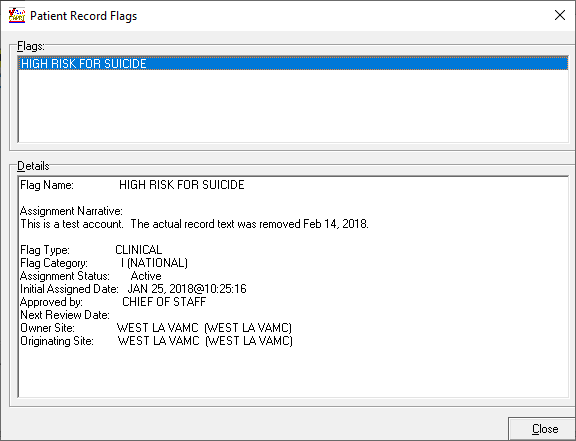 Patient Record Flags
Flags:
HIGH RISK FOR SUICIDE
Details
Flag Name: HIGH RISK FOR SUICIDE
Assignment Narrative:
This is a test account. The actual record text was removed Feb 14, 2018.
Flag Type: CLINICAL
Flag Category: I (NATIONAL)
Assignment Status: Active
Initial Assigned Date: JAN 25, 2018@10:25:16
Approved by: CHIEF OF STAFF
Next Review Date:
Owner Site: WEST LA VAMC (WEST LA VAMC)
Originating Site: WEST LA VAMC (WEST LA VAMC)
Close